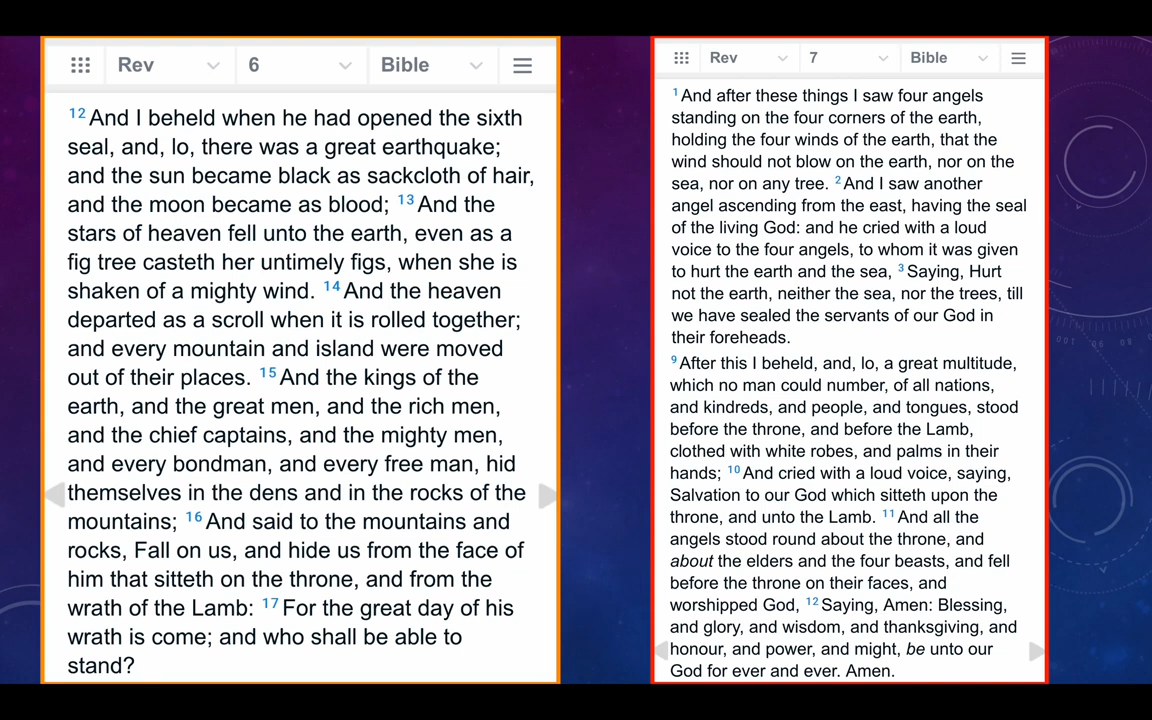 Rev 6 Bible
12 And I beheld when he had opened the sixth
seal, and, lo, there was a great earthquake;
and the sun became black as sackcloth of hair,
and the moon became as blood; 13 And the
stars of heaven fell unto the earth, even as a
fig tree casteth her untimely figs, when she is
shaken of a mighty wind. 14 And the heaven
departed as a scroll when it is rolled together;
and every mountain and island were moved
out of their places. 15 And the kings of the
earth, and the great men, and the rich men,
and the chief captains, and the mighty men,
and every bondman, and every free man, hid
themselves in the dens and in the rocks of the
mountains; 16 And said to the mountains and
rocks, Fall on us, and hide us from the face of
him that sitteth on the throne, and from the
wrath of the Lamb: 17 For the great day of his
wrath is come; and who shall be able to
stand?
Rev 7 Bible
1 And after these things I saw four angels
standing on the four corners of the earth,
holding the four winds of the earth, that the
wind should not blow on the earth, nor on the
sea, nor on any tree. 2 And I saw another
angel ascending from the east, having the seal
of the living God: and he cried with a loud
voice to the four angels, to whom it was given
to hurt the earth and the sea, 3 Saying, Hurt
not the earth, neither the sea, nor the trees, till
we have sealed the servants of our God in
their foreheads.
9 After this I beheld, and, lo, a great multitude,
which no man could number, of all nations,
and kindreds, and people, and tongues, stood
before the throne, and before the Lamb,
clothed with white robes, and palms in their
hands; 10 And cried with a loud voice, saying,
Salvation to our God which sitteth upon the
throne, and unto the Lamb. 11 And all the
angels stood round about the throne, and
about the elders and the four beasts, and fell
before the throne on their faces, and
worshipped God, 12 Saying, Amen: Blessing,
and glory, and wisdom, and thanksgiving, and
honour, and power, and might, be unto our
God for ever and ever. Amen.